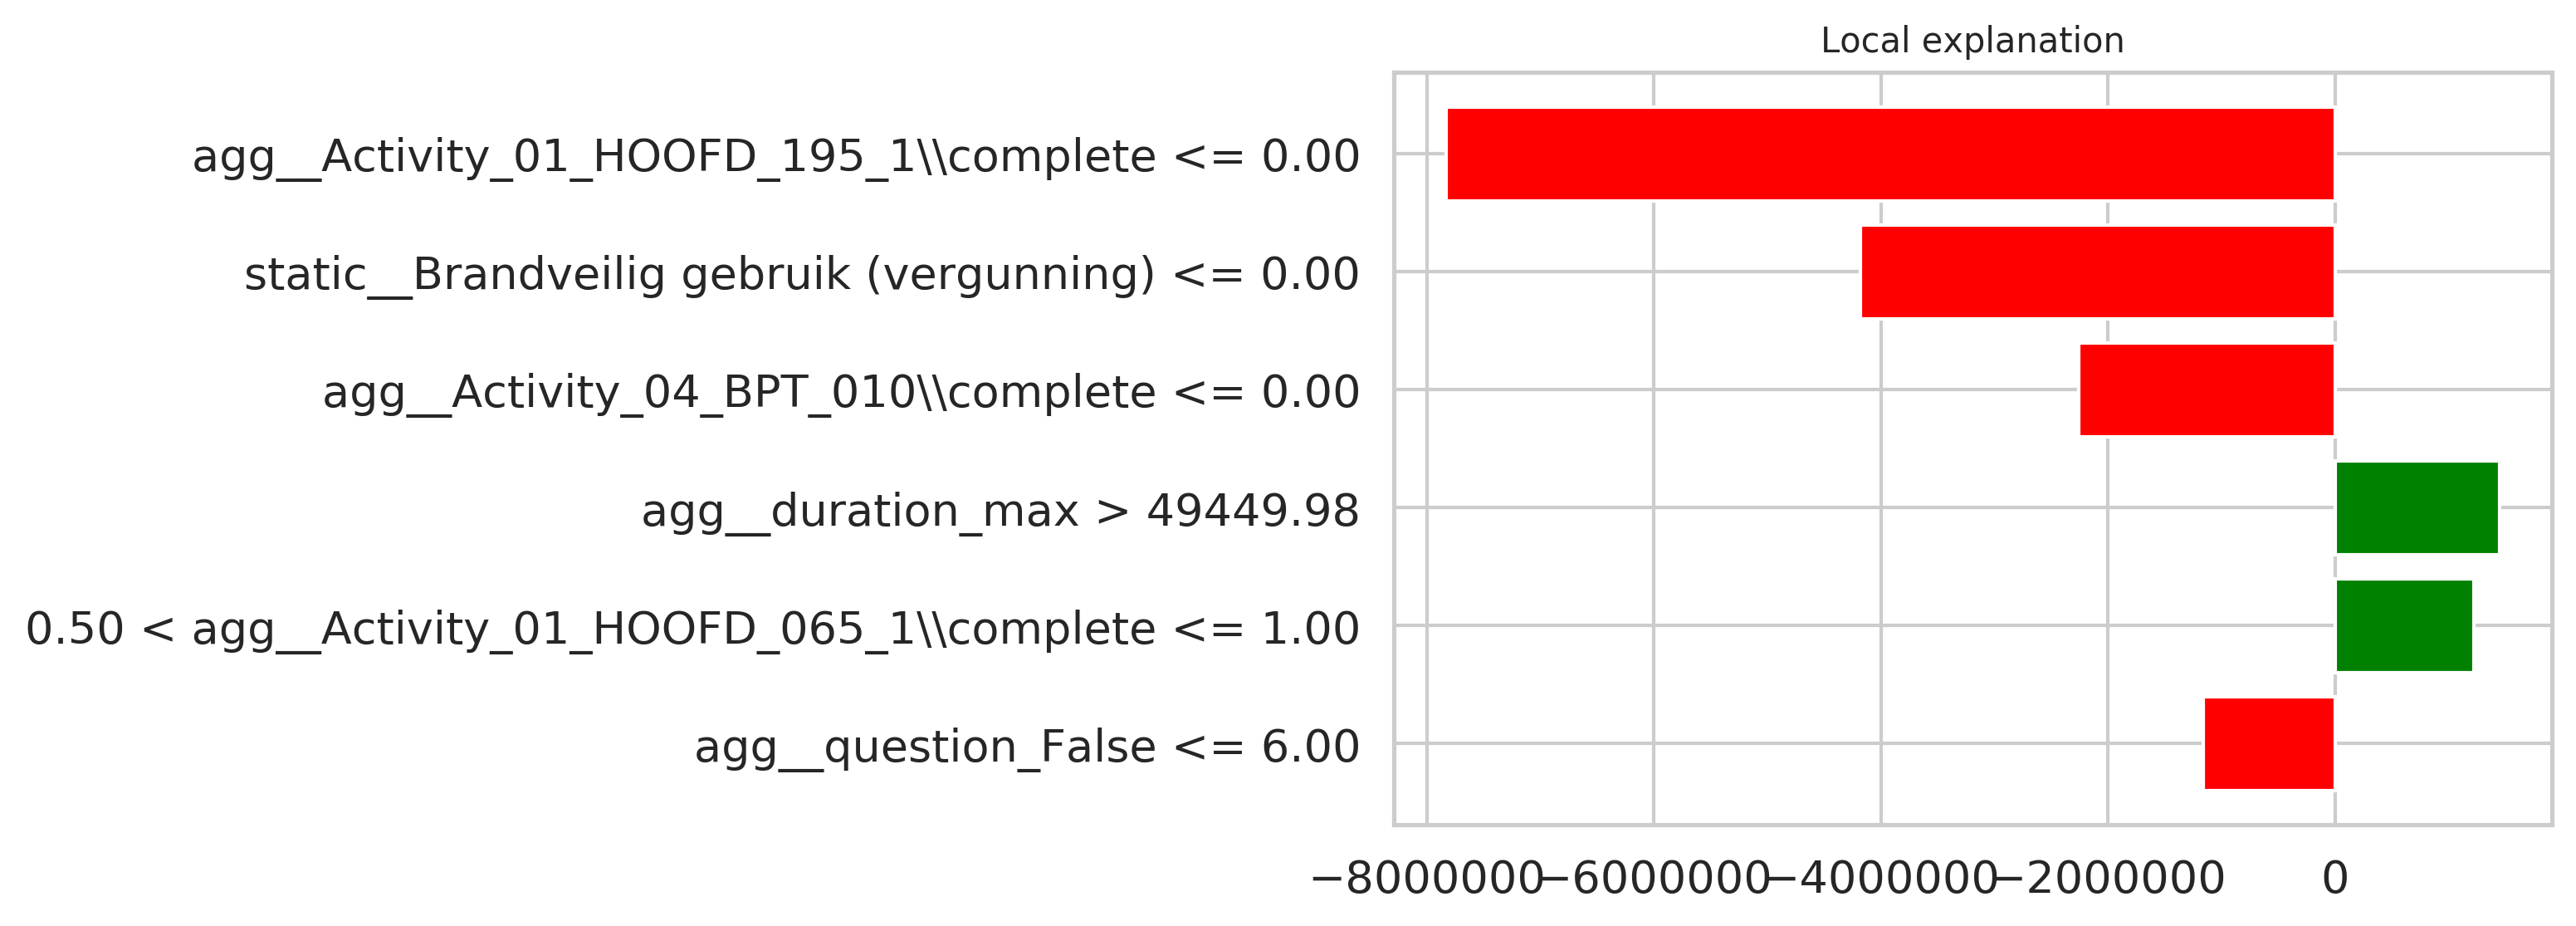 Local explanation
agg__Activity_01_HOOFD_195_1\\complete <= 0.00
static__Brandveilig gebruik (vergunning) <= 0.00
agg__Activity_04_BPT_010\\complete <= 0.00
agg__duration_max > 49449.98
0.50 < agg__Activity_01_HOOFD_065_1\\complete <= 1.00
agg__question_False <= 6.00
−8000000 −6000000 −4000000 −2000000 0